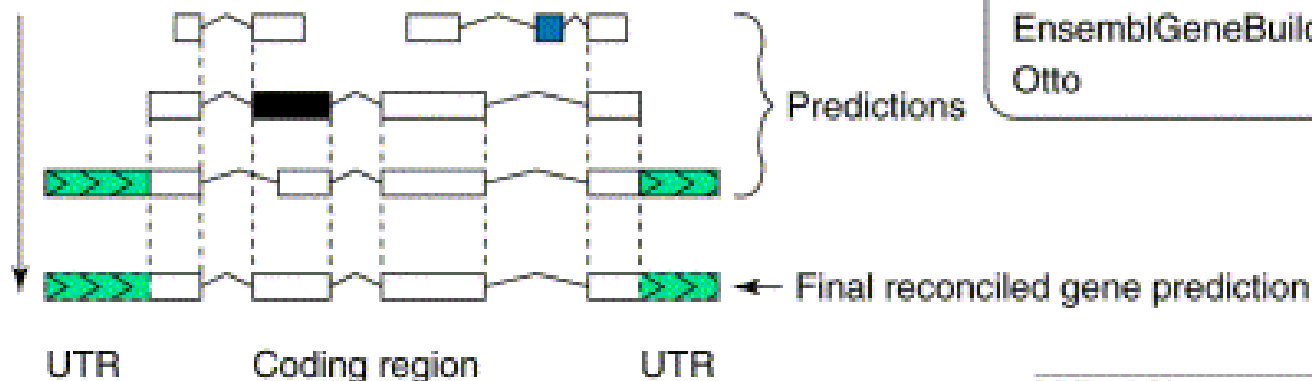 EnsemblGeneBuild
Otto
Predictions
Final reconciled gene prediction
UTR Coding region UTR